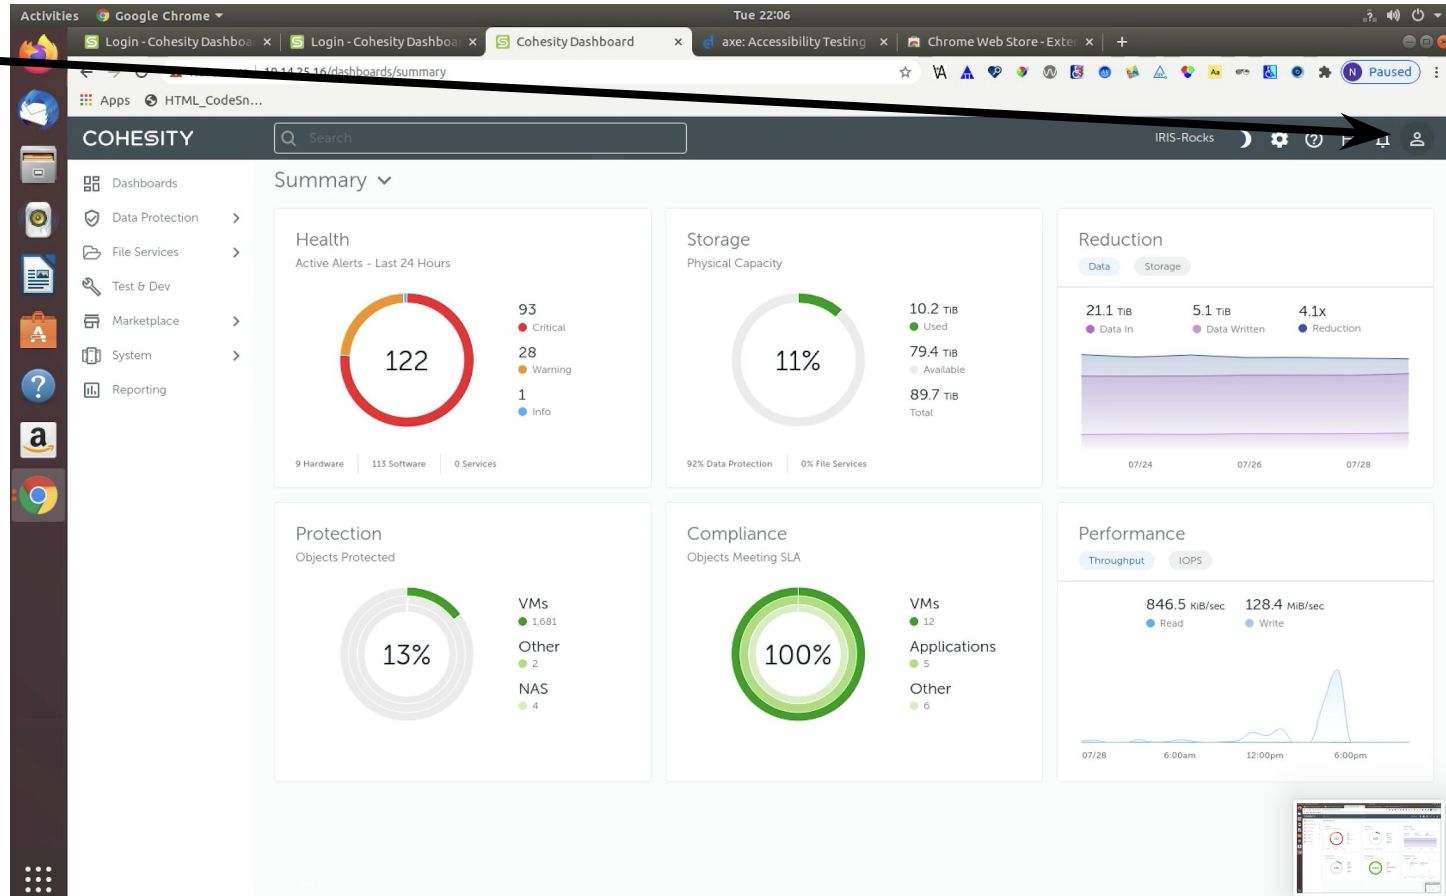 Activities Google Chrome Tue 22:06
Login - Cohesity Dashboa Login - Cohesity Dashboa Cohesity Dashboard axe: Accessibility Testing Chrome Web Store - Exte
10.14.25.16/dashboards/summary Paused
Apps HTML_CodeSn...
COHESITY Search IRIS-Rocks
Dashboards
Data Protection
File Services
Test & Dev
Marketplace
System
Reporting
Summary
Health
Active Alerts - Last 24 Hours
122
93
Critical
28
Warning
1
Info
9 Hardware 113 Software 0 Services
Storage
Physical Capacity
11%
10.2 TiB
Used
79.4 TiB
Available
89.7 TiB
Total
92% Data Protection 0% File Services
Reduction
Data Storage
21.1 TiB 5.1 TiB 4.1x
Data In Data Written Reduction
07/24 07/26 07/28
Protection
Objects Protected
13%
VMs
1,681
Other
2
NAS
4
Compliance
Objects Meeting SLA
100%
VMs
12
Applications
5
Other
6
Performance
Throughput IOPS
846.5 KiB/sec 128.4 MiB/sec
Read Write
07/28 6:00am 12:00pm 6:00pm